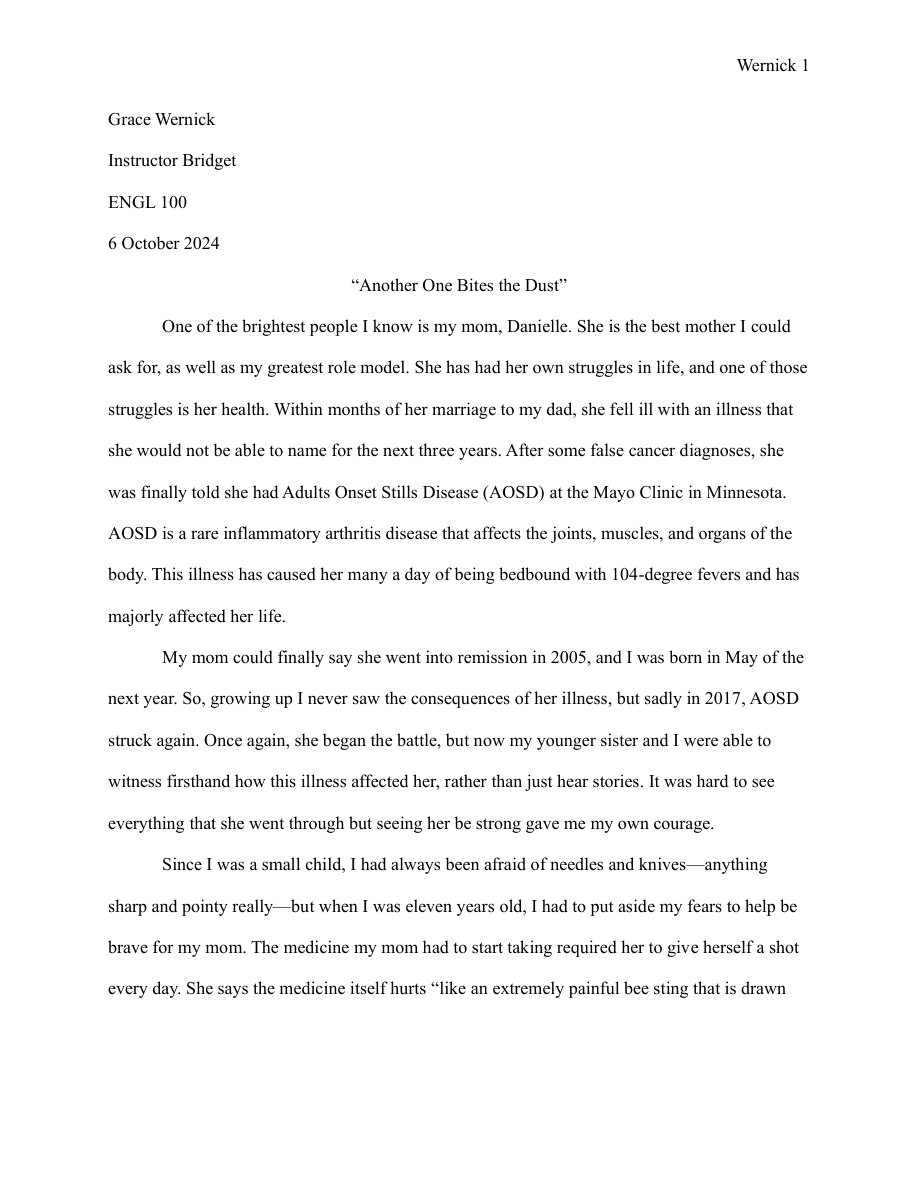 Wernick 1
Grace Wernick
Instructor Bridget
ENGL 100
6 October 2024
“Another One Bites the Dust”
One of the brightest people I know is my mom, Danielle. She is the best mother I could
ask for, as well as my greatest role model. She has had her own struggles in life, and one of those
struggles is her health. Within months of her marriage to my dad, she fell ill with an illness that
she would not be able to name for the next three years. After some false cancer diagnoses, she
was finally told she had Adults Onset Stills Disease (AOSD) at the Mayo Clinic in Minnesota.
AOSD is a rare inflammatory arthritis disease that affects the joints, muscles, and organs of the
body. This illness has caused her many a day of being bedbound with 104-degree fevers and has
majorly affected her life.
My mom could finally say she went into remission in 2005, and I was born in May of the
next year. So, growing up I never saw the consequences of her illness, but sadly in 2017, AOSD
struck again. Once again, she began the battle, but now my younger sister and I were able to
witness firsthand how this illness affected her, rather than just hear stories. It was hard to see
everything that she went through but seeing her be strong gave me my own courage.
Since I was a small child, I had always been afraid of needles and knives—anything
sharp and pointy really—but when I was eleven years old, I had to put aside my fears to help be
brave for my mom. The medicine my mom had to start taking required her to give herself a shot
every day. She says the medicine itself hurts “like an extremely painful bee sting that is drawn